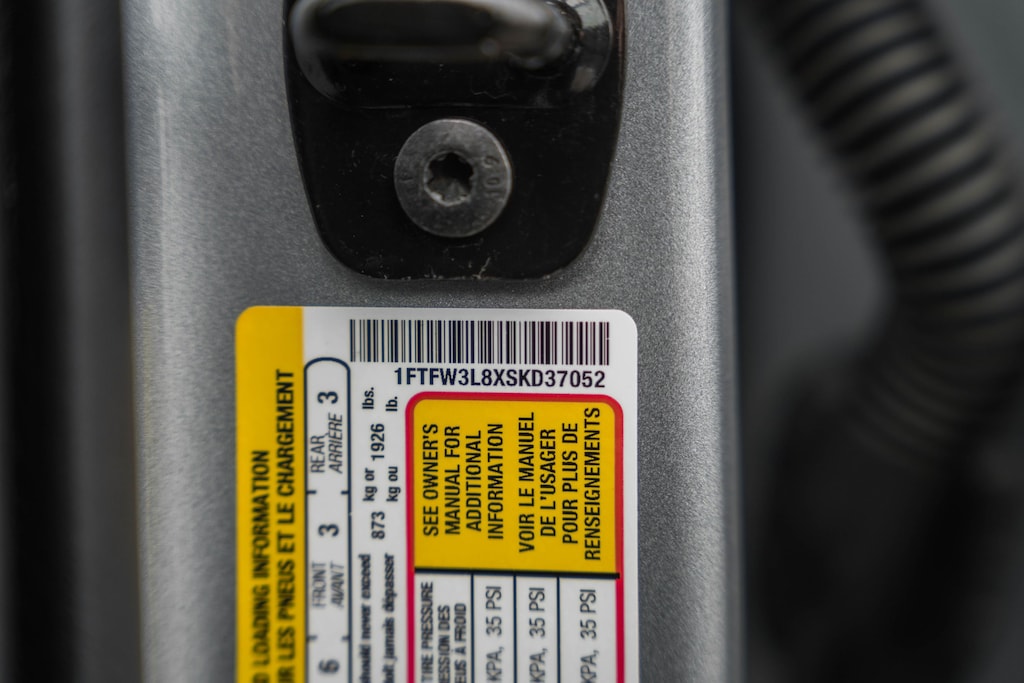 1FTFW3L8XSKD37052
LOADING INFORMATION
LES PNEUS ET LE CHARGEMENT
6 FRONT 3 REAR 3
AVANT ARRIÈRE
should never exceed 873 kg or 1926 lbs.
jamais dépasser kg ou lb.
SEE OWNER'S
MANUAL FOR
ADDITIONAL
INFORMATION
VOIR LE MANUEL
DE L'USAGER
POUR PLUS DE
RENSEIGNEMENTS
TIRE PRESSURE
DES
À FROID
KPA, 35 PSI
KPA, 35 PSI
KPA, 35 PSI